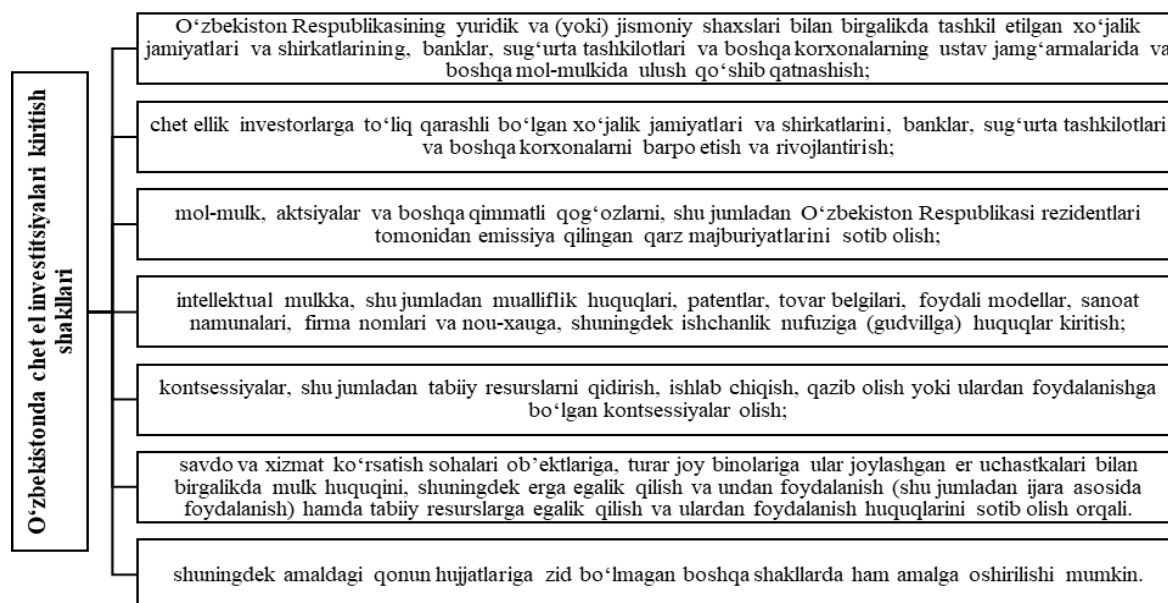 O‘zbekistonda chet el investitsiyalari kiritish
shakllari
O‘zbekiston Respublikasining yuridik va (yoki) jismoniy shaxslari bilan birgalikda tashkil etilgan xo‘jalik
jamiyatlari va shirkatlarining, banklar, sug‘urta tashkilotlari va boshqa korxonalarning ustav jamg‘armalarida va
boshqa mol-mulkida ulush qo‘shib qatnashish;
chet ellik investorlarga to‘liq qarashli bo‘lgan xo‘jalik jamiyatlari va shirkatlarini, banklar, sug‘urta tashkilotlari
va boshqa korxonalarni barpo etish va rivojlantirish;
mol-mulk, aktsiyalar va boshqa qimmatli qog‘ozlarni, shu jumladan O‘zbekiston Respublikasi rezidentlari
tomonidan emissiya qilingan qarz majburiyatlarini sotib olish;
intellektual mulkka, shu jumladan mualliflik huquqlari, patentlar, tovar belgilari, foydali modellar, sanoat
namunalari, firma nomlari va nou-xauga, shuningdek ishchanlik nufuziga (gudvillga) huquqlar kiritish;
kontsessiyalar, shu jumladan tabiiy resurslarni qidirish, ishlab chiqish, qazib olish yoki ulardan foydalanishga
bo‘lgan kontsessiyalar olish;
savdo va xizmat ko‘rsatish sohalari ob’ektlariga, turar joy binolariga ular joylashgan er uchastkalari bilan
birgalikda mulk huquqini, shuningdek erga egalik qilish va undan foydalanish (shu jumladan ijara asosida
foydalanish) hamda tabiiy resurslarga egalik qilish va ulardan foydalanish huquqlarini sotib olish orqali.
shuningdek amaldagi qonun hujjatlariga zid bo‘lmagan boshqa shakllarda ham amalga oshirilishi mumkin.